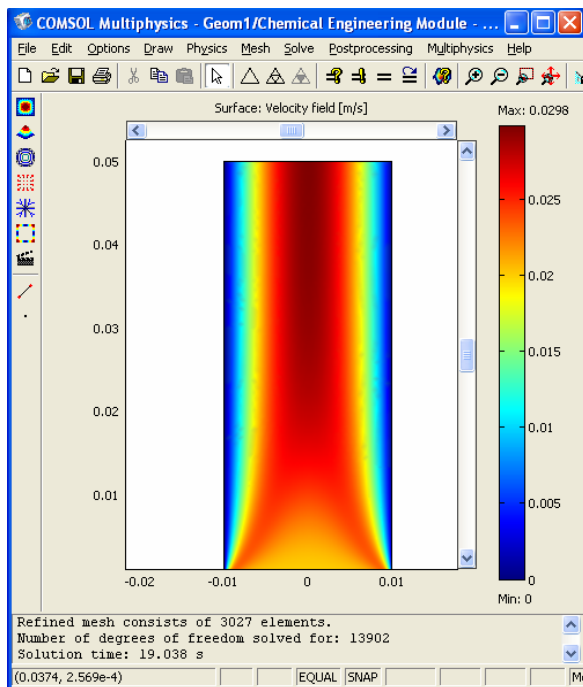 COMSOL Multiphysics - Geom1/Chemical Engineering Module - ...
File Edit Options Draw Physics Mesh Solve Postprocessing Multiphysics Help
Surface: Velocity field [m/s]
Max: 0.0298
0.05
0.04
0.03
0.02
0.01
-0.02 -0.01 0 0.01
0.025
0.02
0.015
0.01
0.005
0
Min: 0
Refined mesh consists of 3027 elements.
Number of degrees of freedom solved for: 13902
Solution time: 19.038 s
(0.0374, 2.569e-4) EQUAL SNAP